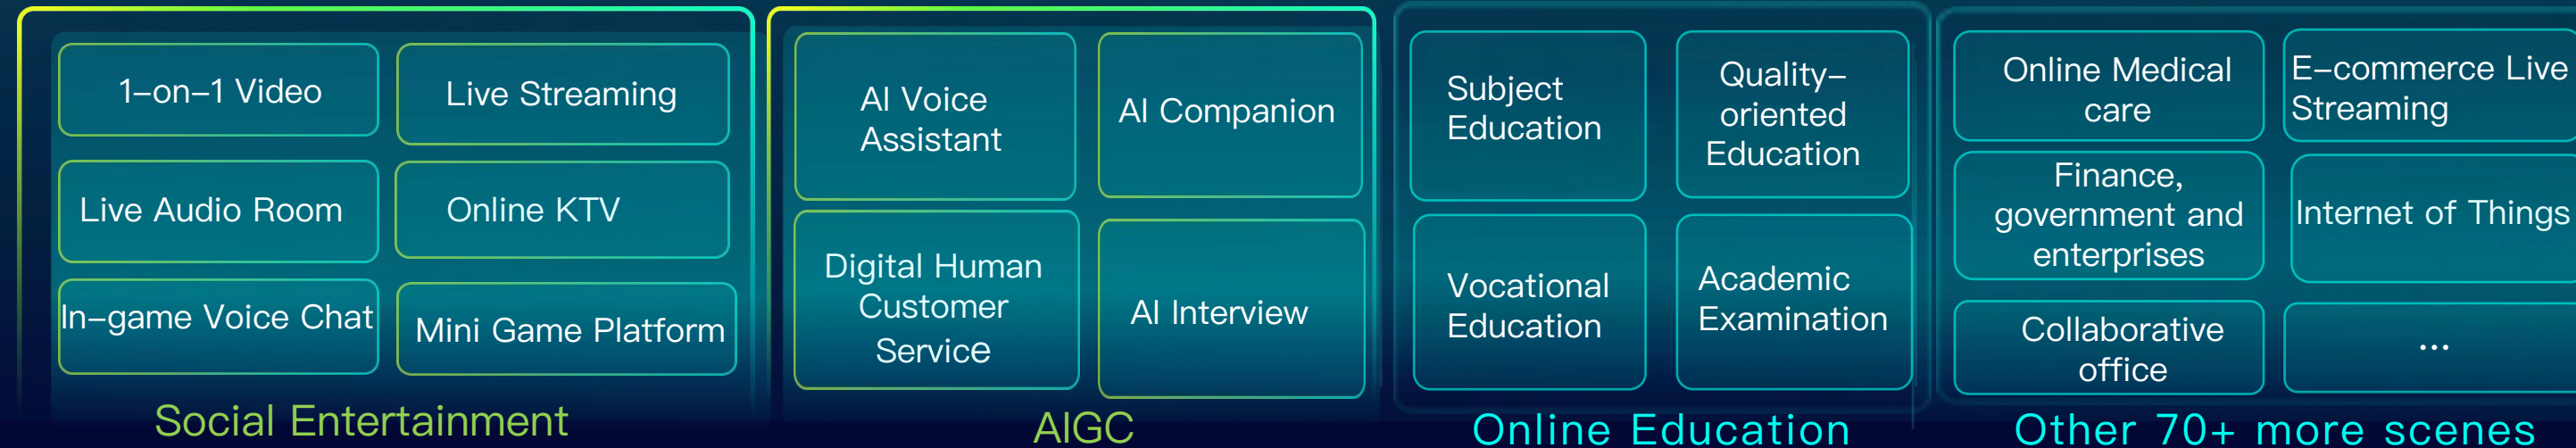 1-on-1 Video
Live Streaming
Live Audio Room
Online KTV
In-game Voice Chat
Mini Game Platform
Social Entertainment
AI Voice
Assistant
AI Companion
Digital Human
Customer
Service
AI Interview
AIGC
Subject
Education
Quality-
oriented
Education
Vocational
Education
Academic
Examination
Online Education
Online Medical
care
E-commerce Live
Streaming
Finance,
government and
enterprises
Internet of Things
Collaborative
office
...
Other 70+ more scenes